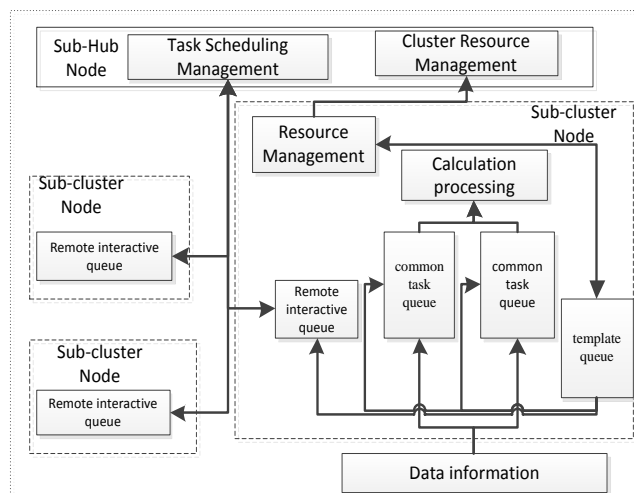 Sub-Hub
Node
Task Scheduling
Management
Cluster Resource
Management
Sub-cluster
Node
Resource
Management
Calculation
processing
Sub-cluster
Node
Remote interactive
queue
Remote
interactive
queue
common
task
queue
common
task
queue
template
queue
Sub-cluster
Node
Remote interactive
queue
Data information